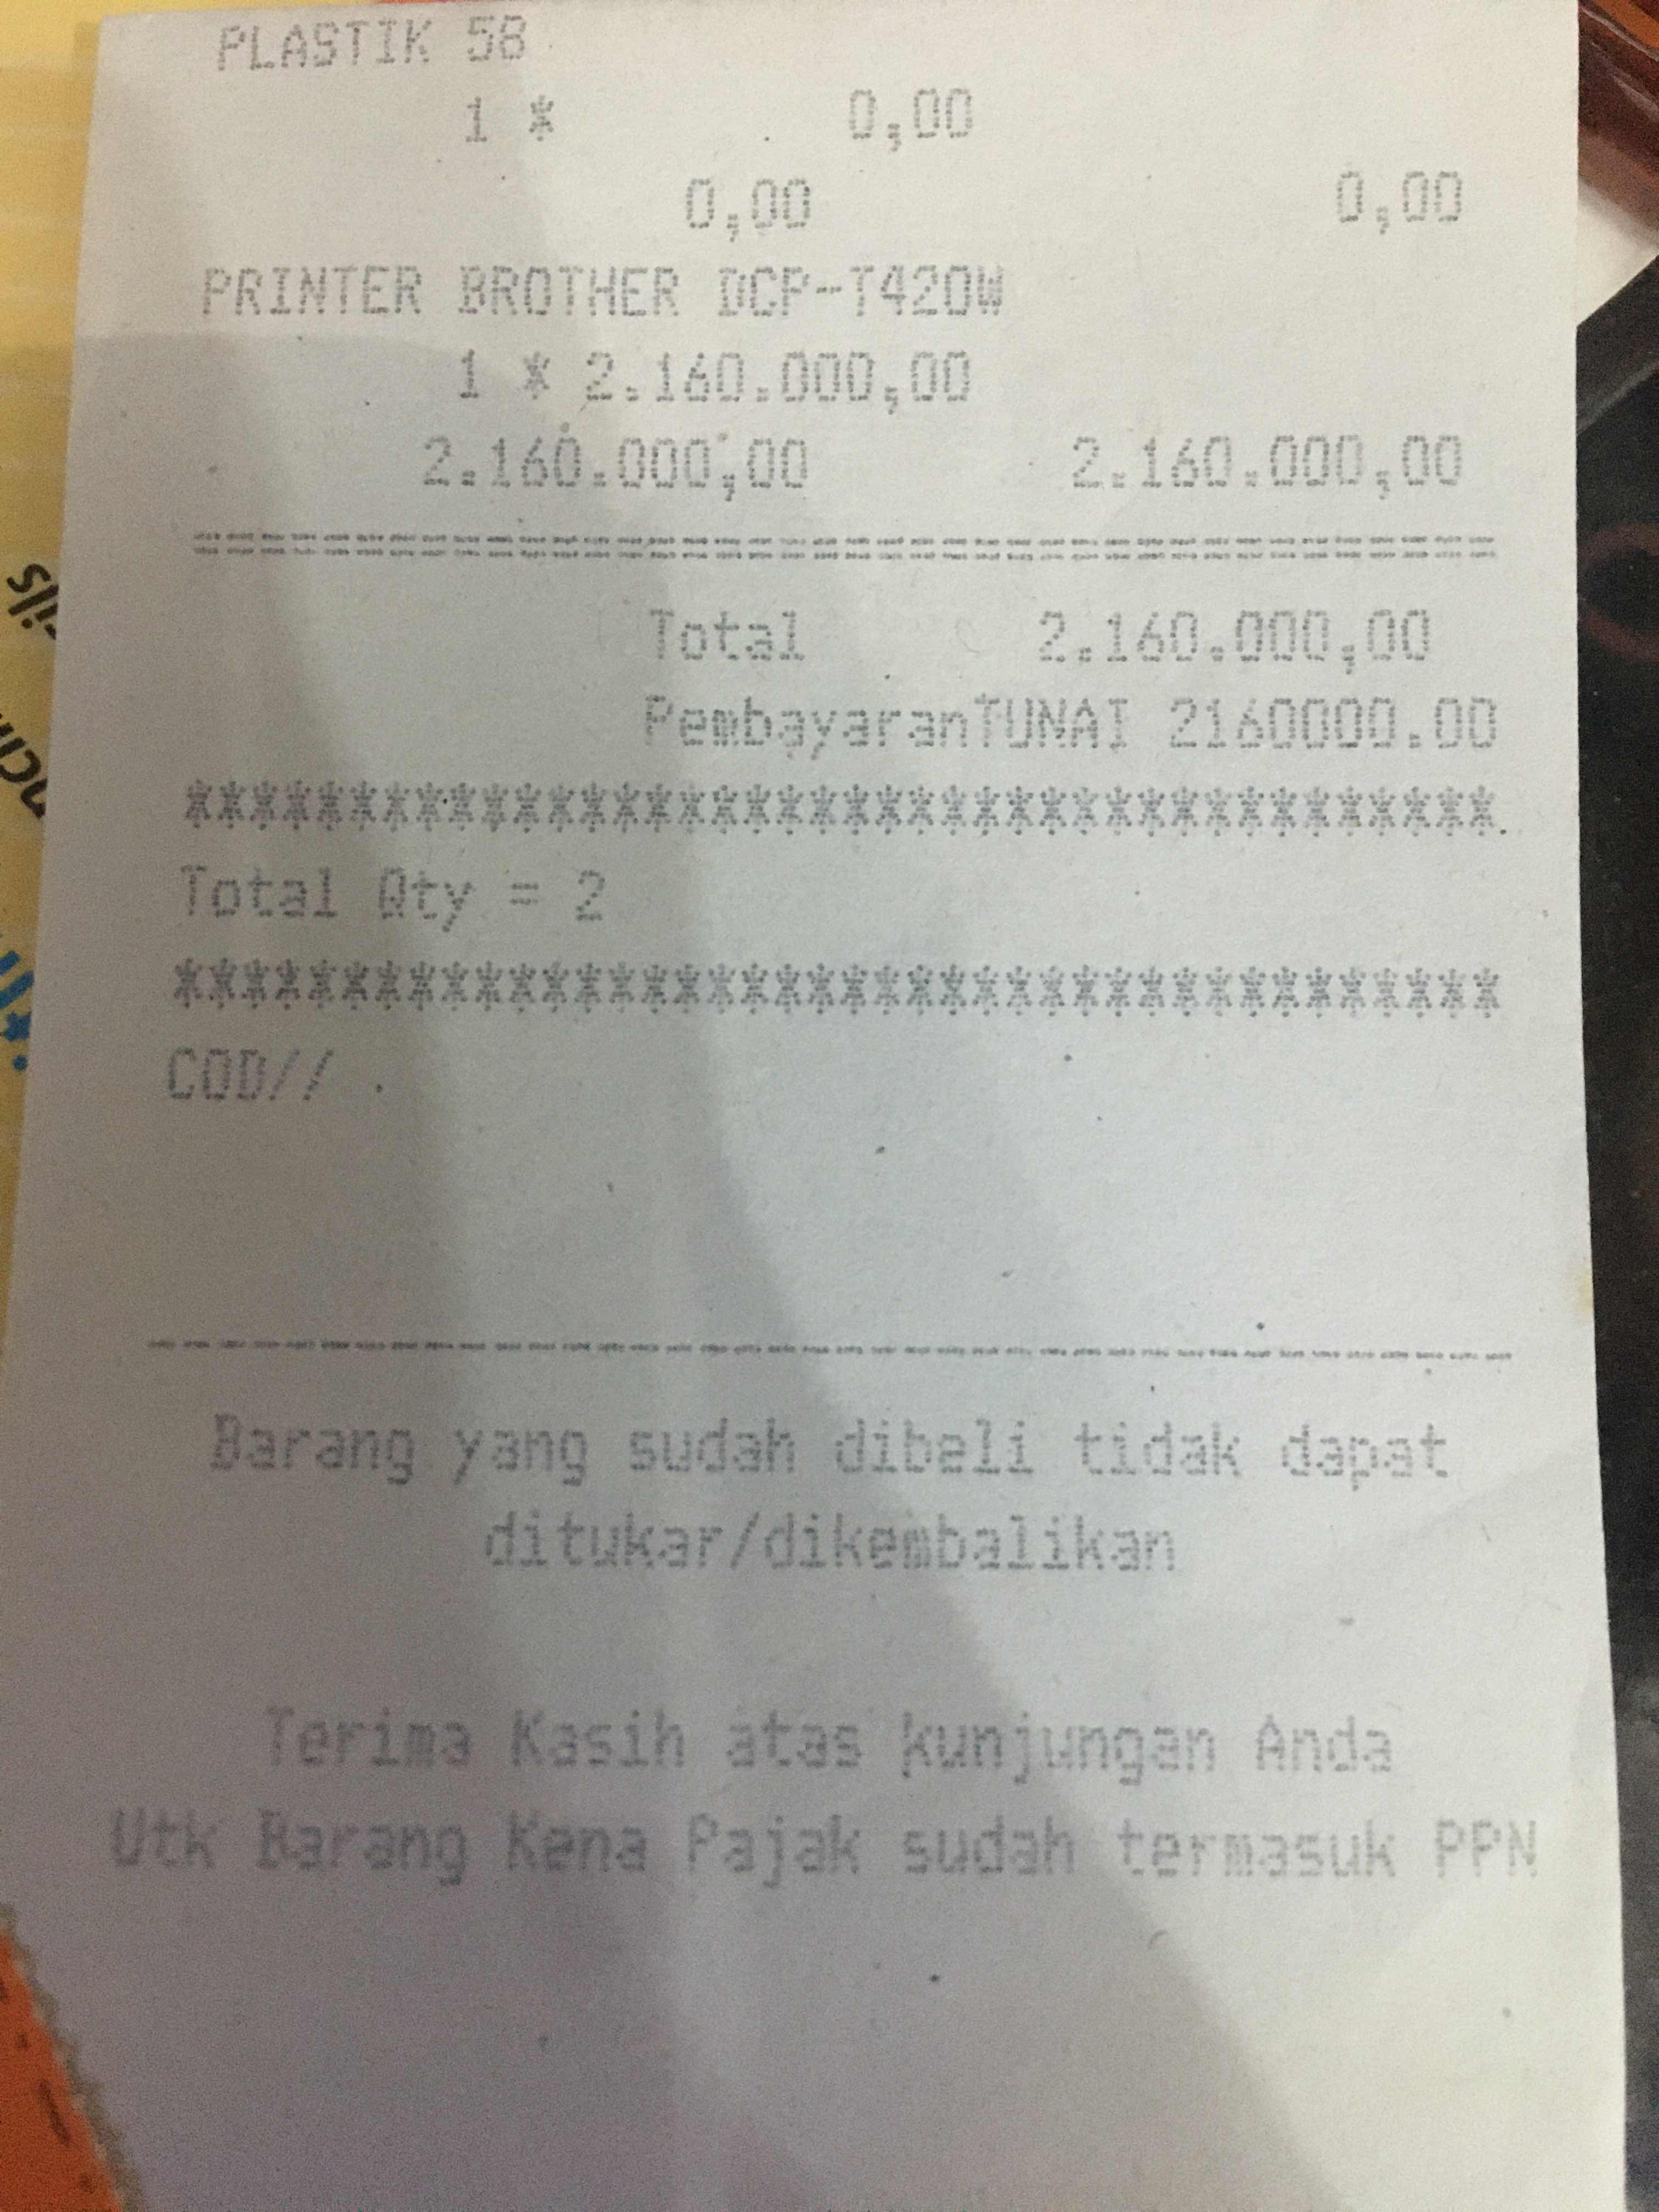 PLASTIK 58
1 * 0,00
0,00 0,00
PRINTER BROTHER DCP-T420W
1 * 2.160.000,00
2.160.000,00 2.160.000,00
======================================
Total 2.160.000,00
PembayaranTUNAI 2160000.00
***************************************
Total Qty = 2
****************************************
COD//
----------------------------------------
Barang yang sudah dibeli tidak dapat
ditukar/dikembalikan
Terima Kasih atas kunjungan Anda
Utk Barang Kena Pajak sudah termasuk PPN